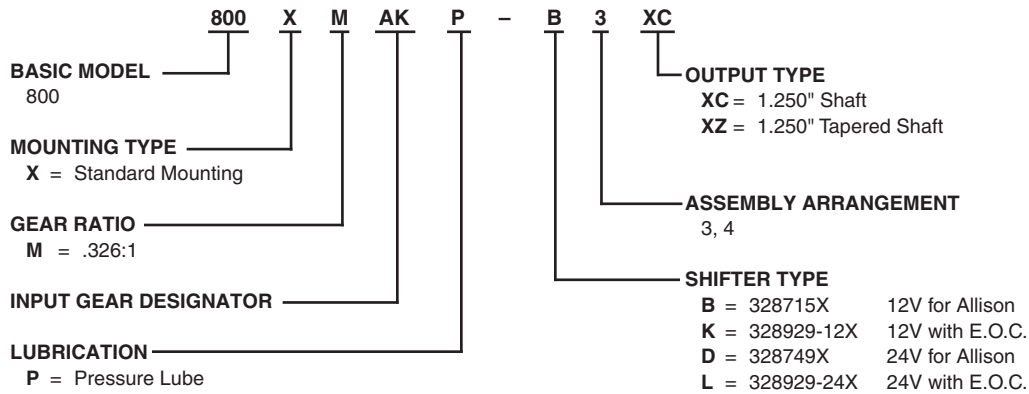 800 X M AK P – B 3 XC
BASIC MODEL
800
MOUNTING TYPE
X = Standard Mounting
GEAR RATIO
M = .326:1
INPUT GEAR DESIGNATOR
LUBRICATION
P = Pressure Lube
OUTPUT TYPE
XC = 1.250" Shaft
XZ = 1.250" Tapered Shaft
ASSEMBLY ARRANGEMENT
3, 4
SHIFTER TYPE
B = 328715X 12V for Allison
K = 328929-12X 12V with E.O.C.
D = 328749X 24V for Allison
L = 328929-24X 24V with E.O.C.